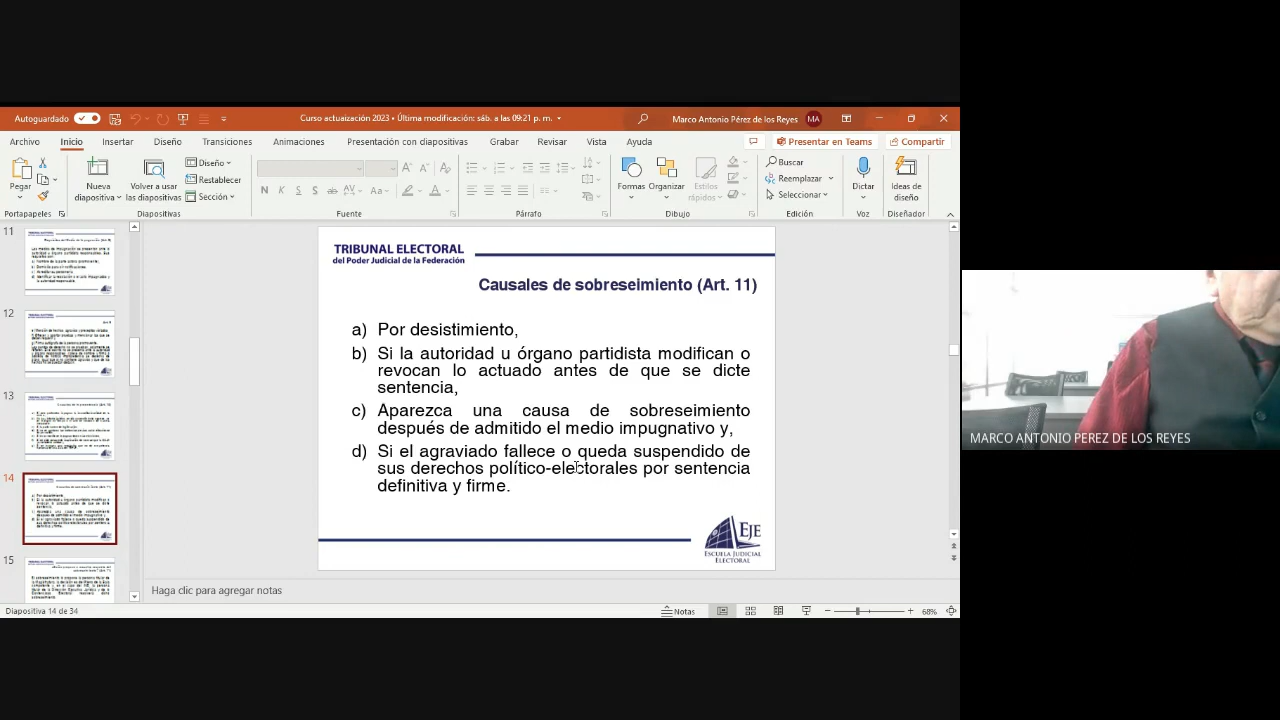 Autoguardado
Curso actuaización 2023 • Última modificación: sáb. a las 09:21 p. m.
Marco Antonio Pérez de los Reyes
MA
Archivo Inicio Insertar Diseño Transiciones Animaciones Presentación con diapositivas Grabar Revisar Vista Ayuda
Presentar en Teams
Compartir
Pegar
Nueva diapositiva
Volver a usar las diapositivas
Diseño
Restablecer
Sección
N K S S ab AV Aa A
Formas
Organizar
Estilos rápidos
Buscar
Reemplazar
Seleccionar
Dictar
Ideas de diseño
Portapapeles
Diapositivas
Fuente
Párrafo
Dibujo
Edición
Voz
Diseñador
11
12
13
14
15
TRIBUNAL ELECTORAL
del Poder Judicial de la Federación
Causales de sobreseimiento (Art. 11)
a) Por desistimiento,
b) Si la autoridad u órgano partidista modifican o
revocan lo actuado antes de que se dicte
sentencia,
c) Aparezca una causa de sobreseimiento
después de admitido el medio impugnativo y,
d) Si el agraviado fallece o queda suspendido de
sus derechos político-electorales por sentencia
definitiva y firme.
EJE
ESCUELA JUDICIAL
ELECTORAL
Haga clic para agregar notas
Diapositiva 14 de 34
Notas
68%
MARCO ANTONIO PEREZ DE LOS REYES